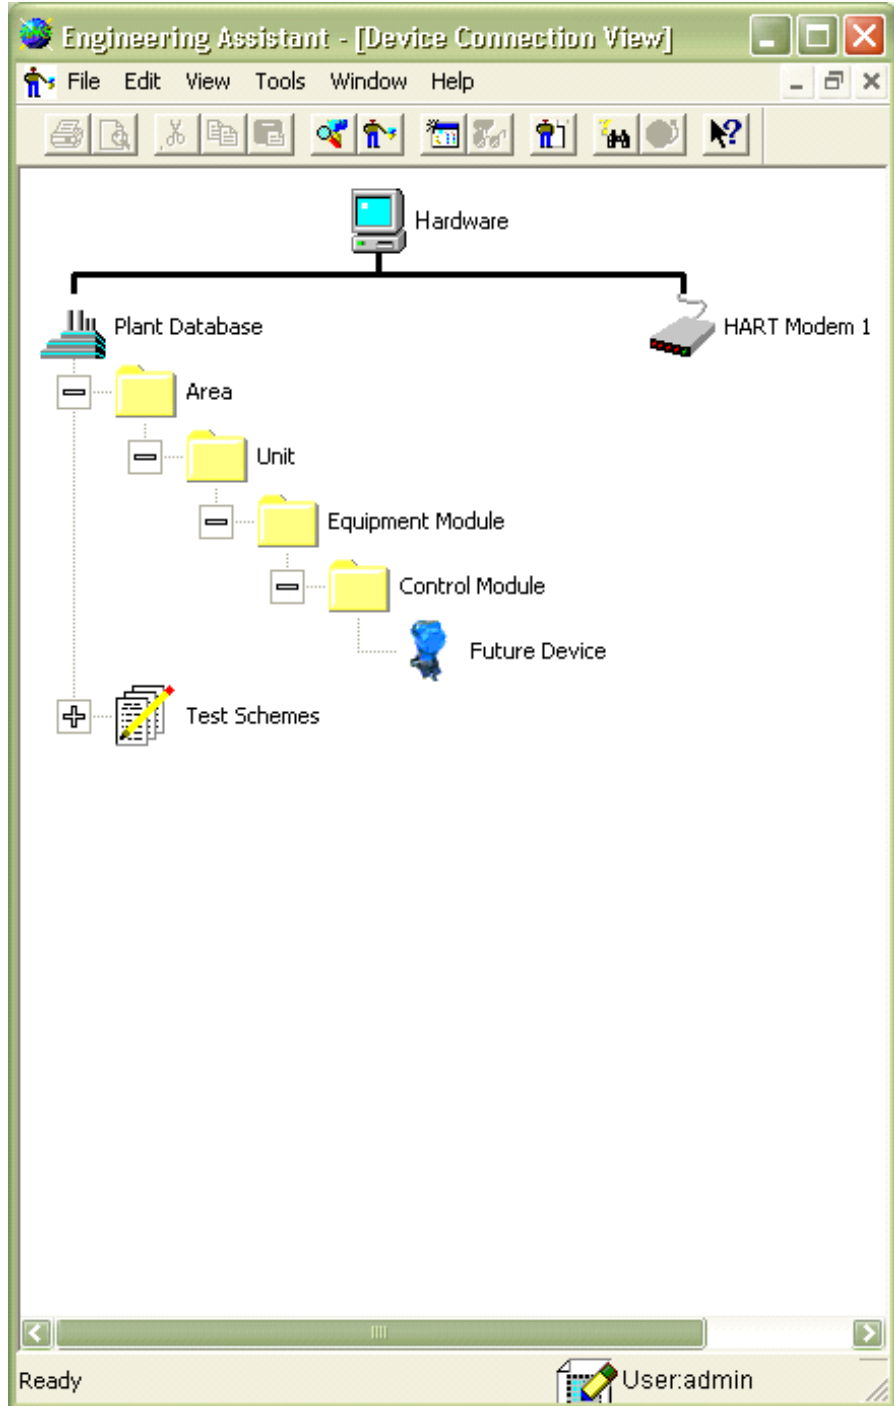 Engineering Assistant - [Device Connection View]
File Edit View Tools Window Help
Hardware
Plant Database
HART Modem 1
Area
Unit
Equipment Module
Control Module
Future Device
Test Schemes
Ready
User:admin